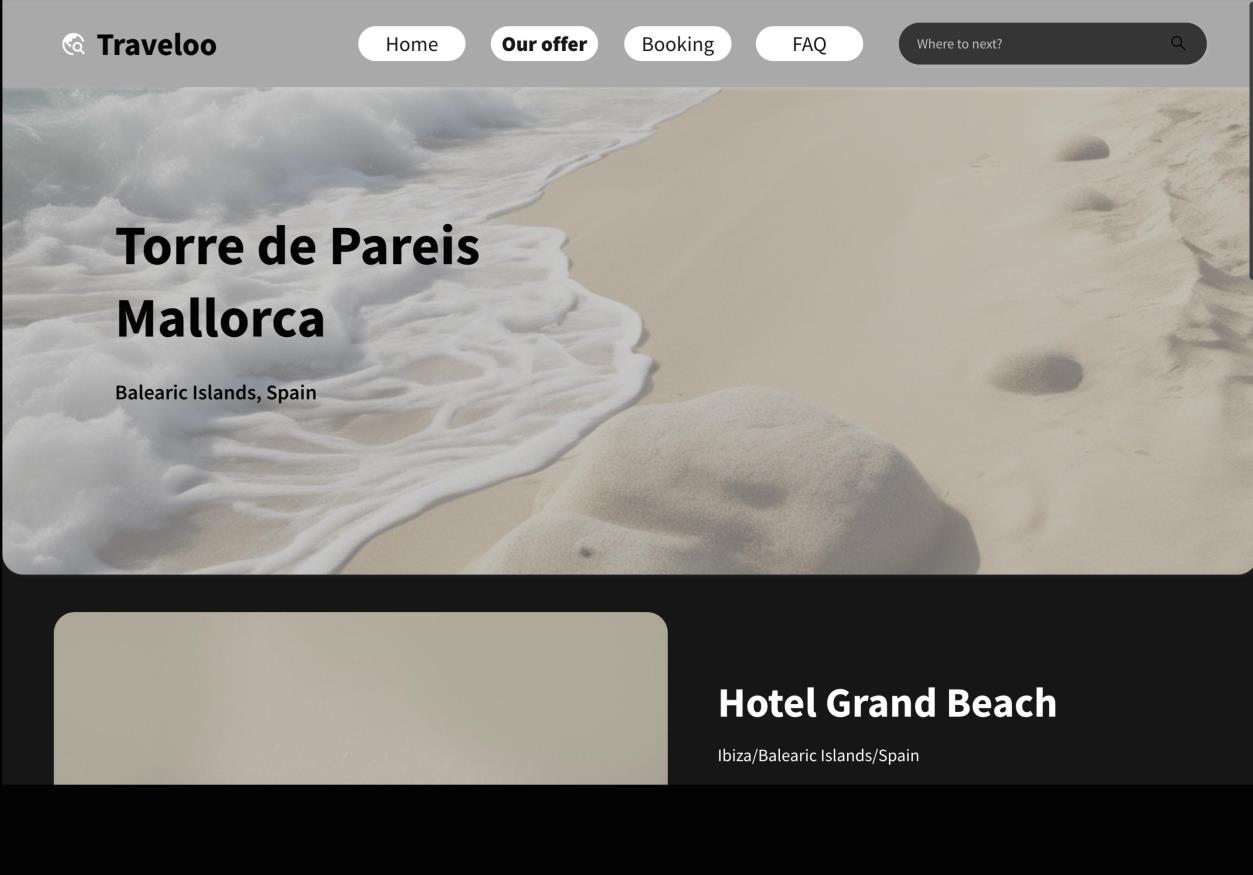 Traveloo
Home
Our offer
Booking
FAQ
Where to next?
Torre de Pareis
Mallorca
Balearic Islands, Spain
Hotel Grand Beach
Ibiza/Balearic Islands/Spain